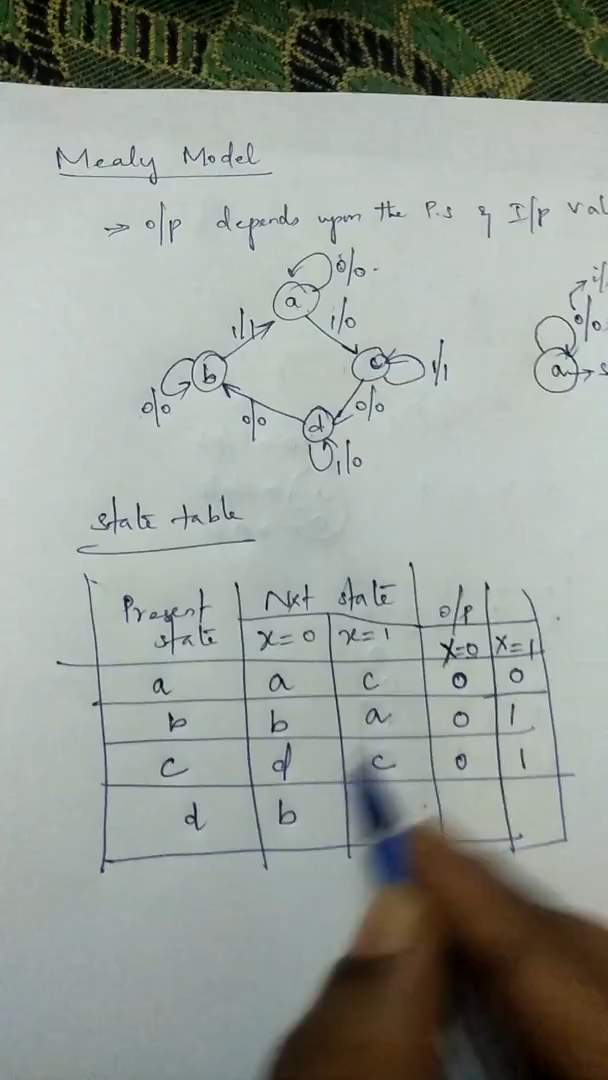 Mealy Model
→ o/p depends upon the P.S & I/p val
0/0
a
1/1
1/0
i/
0/0
b
c
1/1
a → s
0/0
0/0
0/0
d
1/0
state table
Present state
Nxt state
o/p
x=0
x=1
X=0
X=1
a a c 0 0
b b a 0 1
c d c 0 1
d b